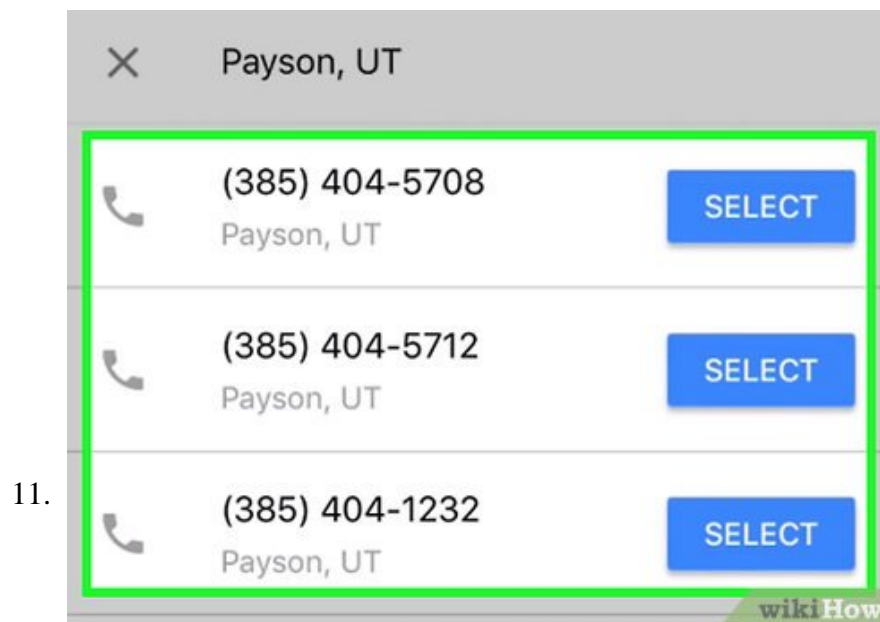 Payson, UT
(385) 404-5708
Payson, UT
SELECT
(385) 404-5712
Payson, UT
SELECT
11.
(385) 404-1232
Payson, UT
SELECT
wikiHow